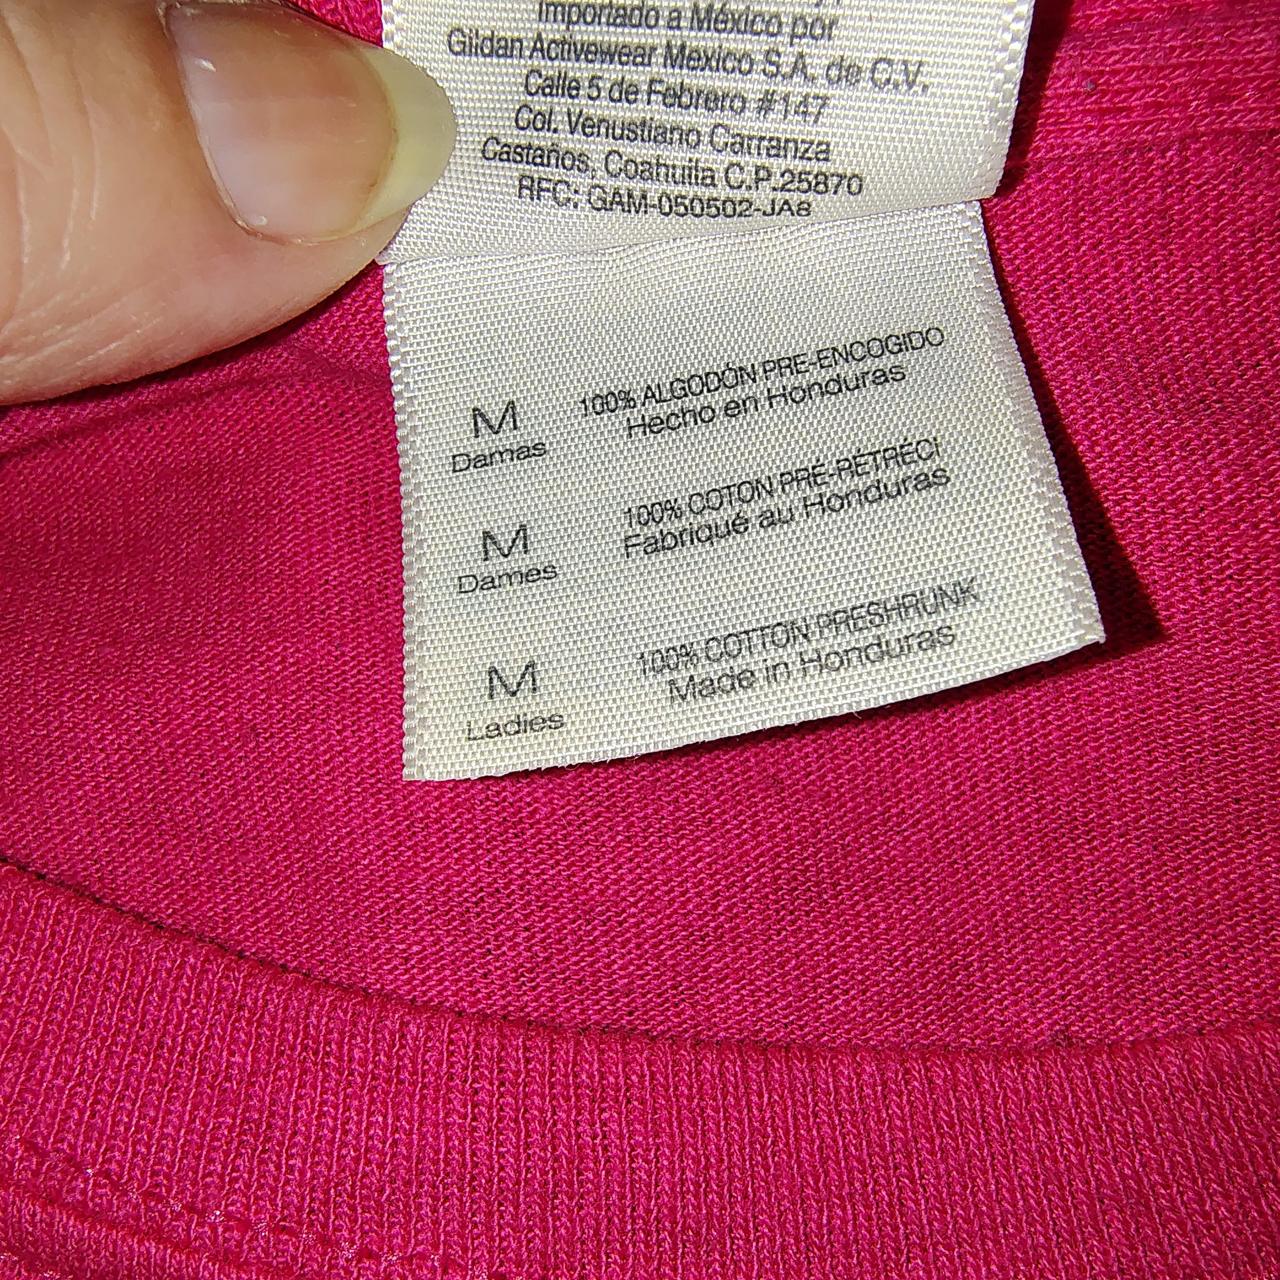 Importado a México por
Gildan Activewear Mexico S.A. de C.V.
Calle 5 de Febrero #147
Col. Venustiano Carranza
Castaños, Coahuila C.P.25870
RFC: GAM-050502-JA8
M
Damas
100% ALGODÓN PRE-ENCOGIDO
Hecho en Honduras
M
Dames
100% COTON PRÉ-RÉTRÉCI
Fabriqué au Honduras
M
Ladies
100% COTTON PRESHRUNK
Made in Honduras